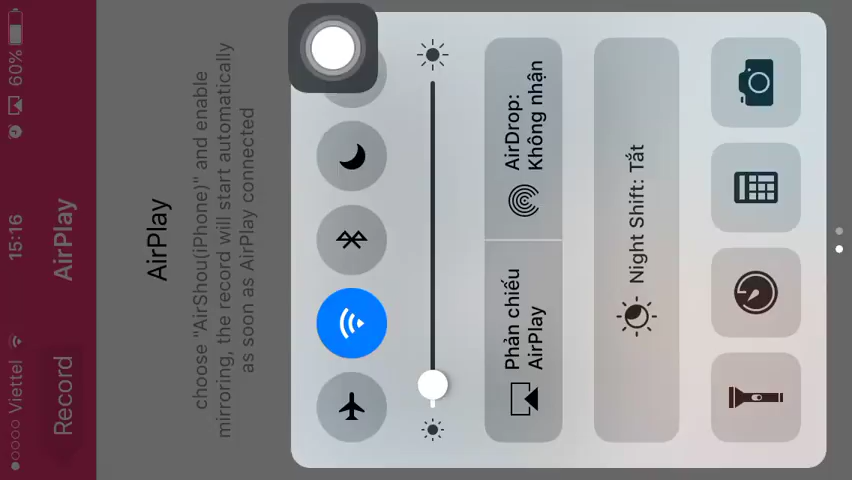 Viettel
15:16
60%
Record
AirPlay
AirPlay
choose "AirShou(iPhone)" and enable
mirroring, the record will start automatically
as soon as AirPlay connected
Phản chiếu
AirPlay
AirDrop:
Không nhận
Night Shift: Tắt